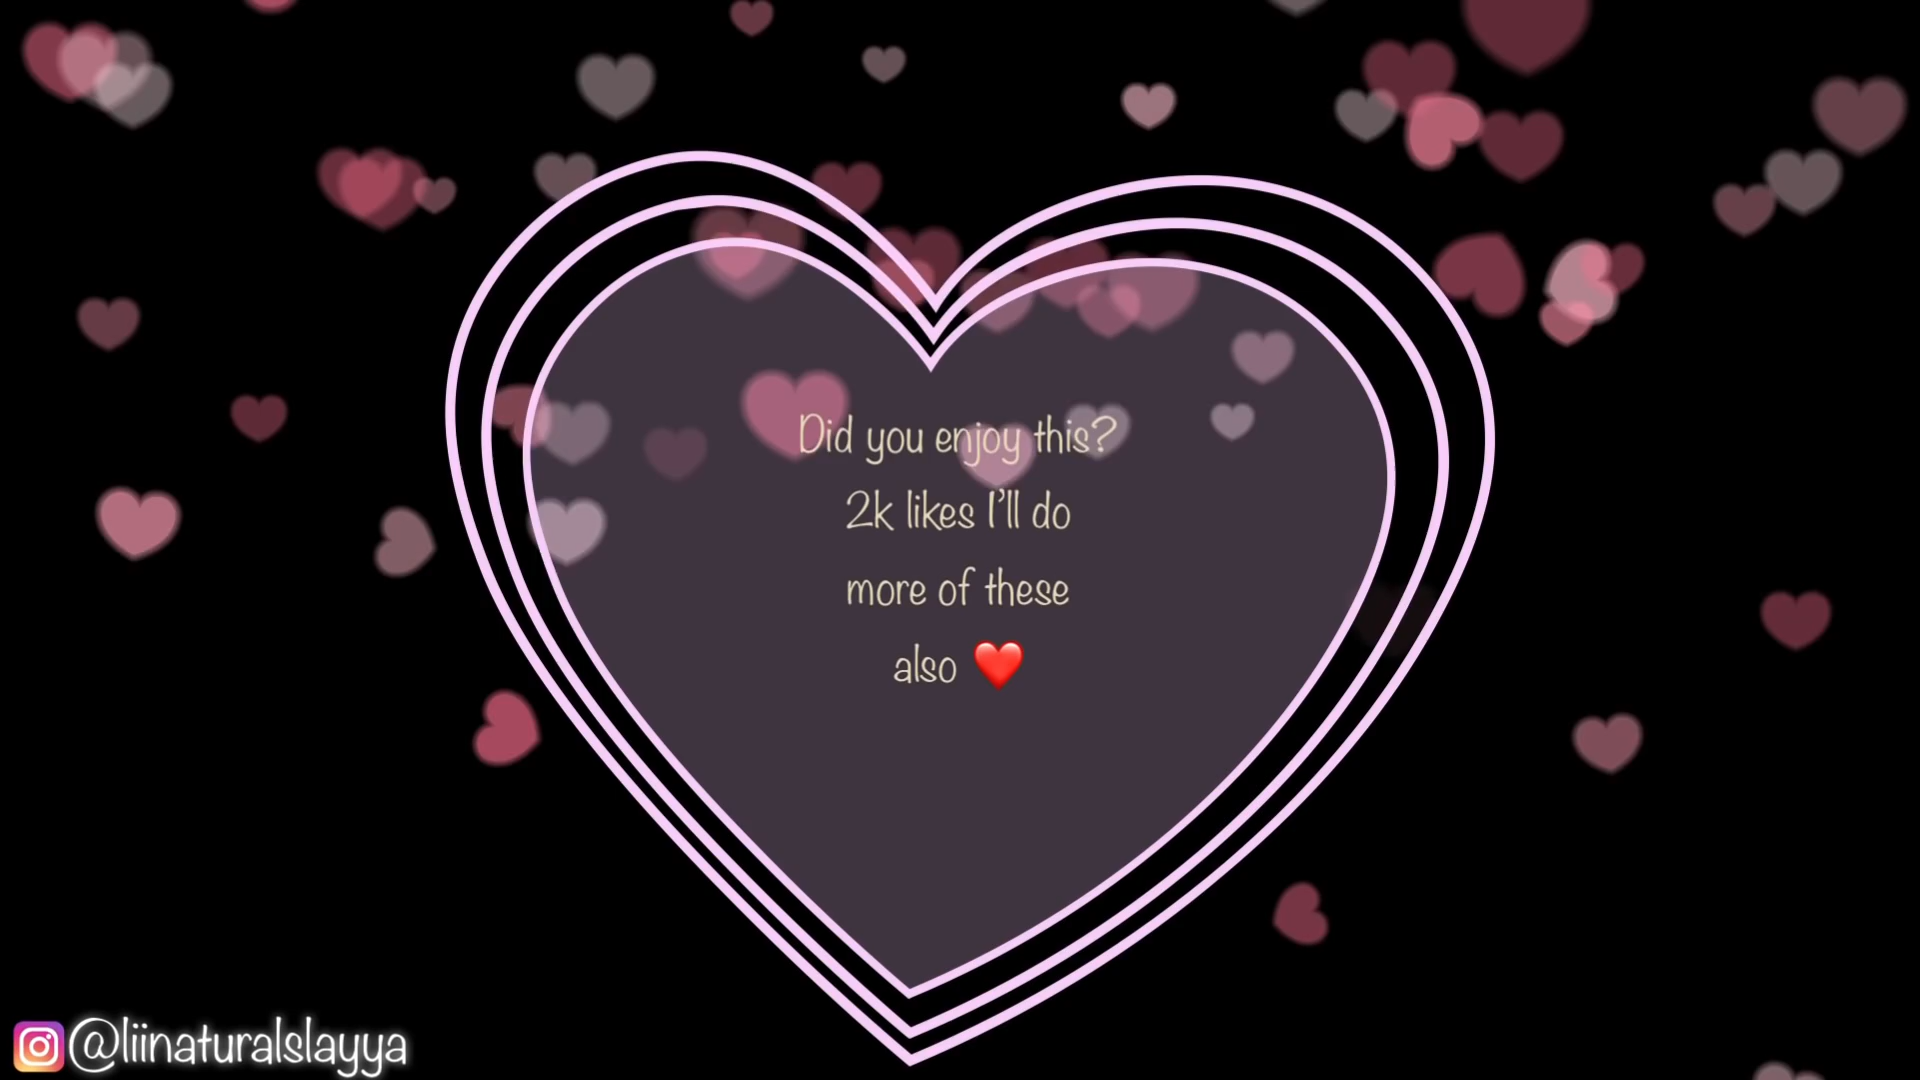 Did you enjoy this?
2k likes I'll do
more of these
also ❤️
@liinaturalslayya